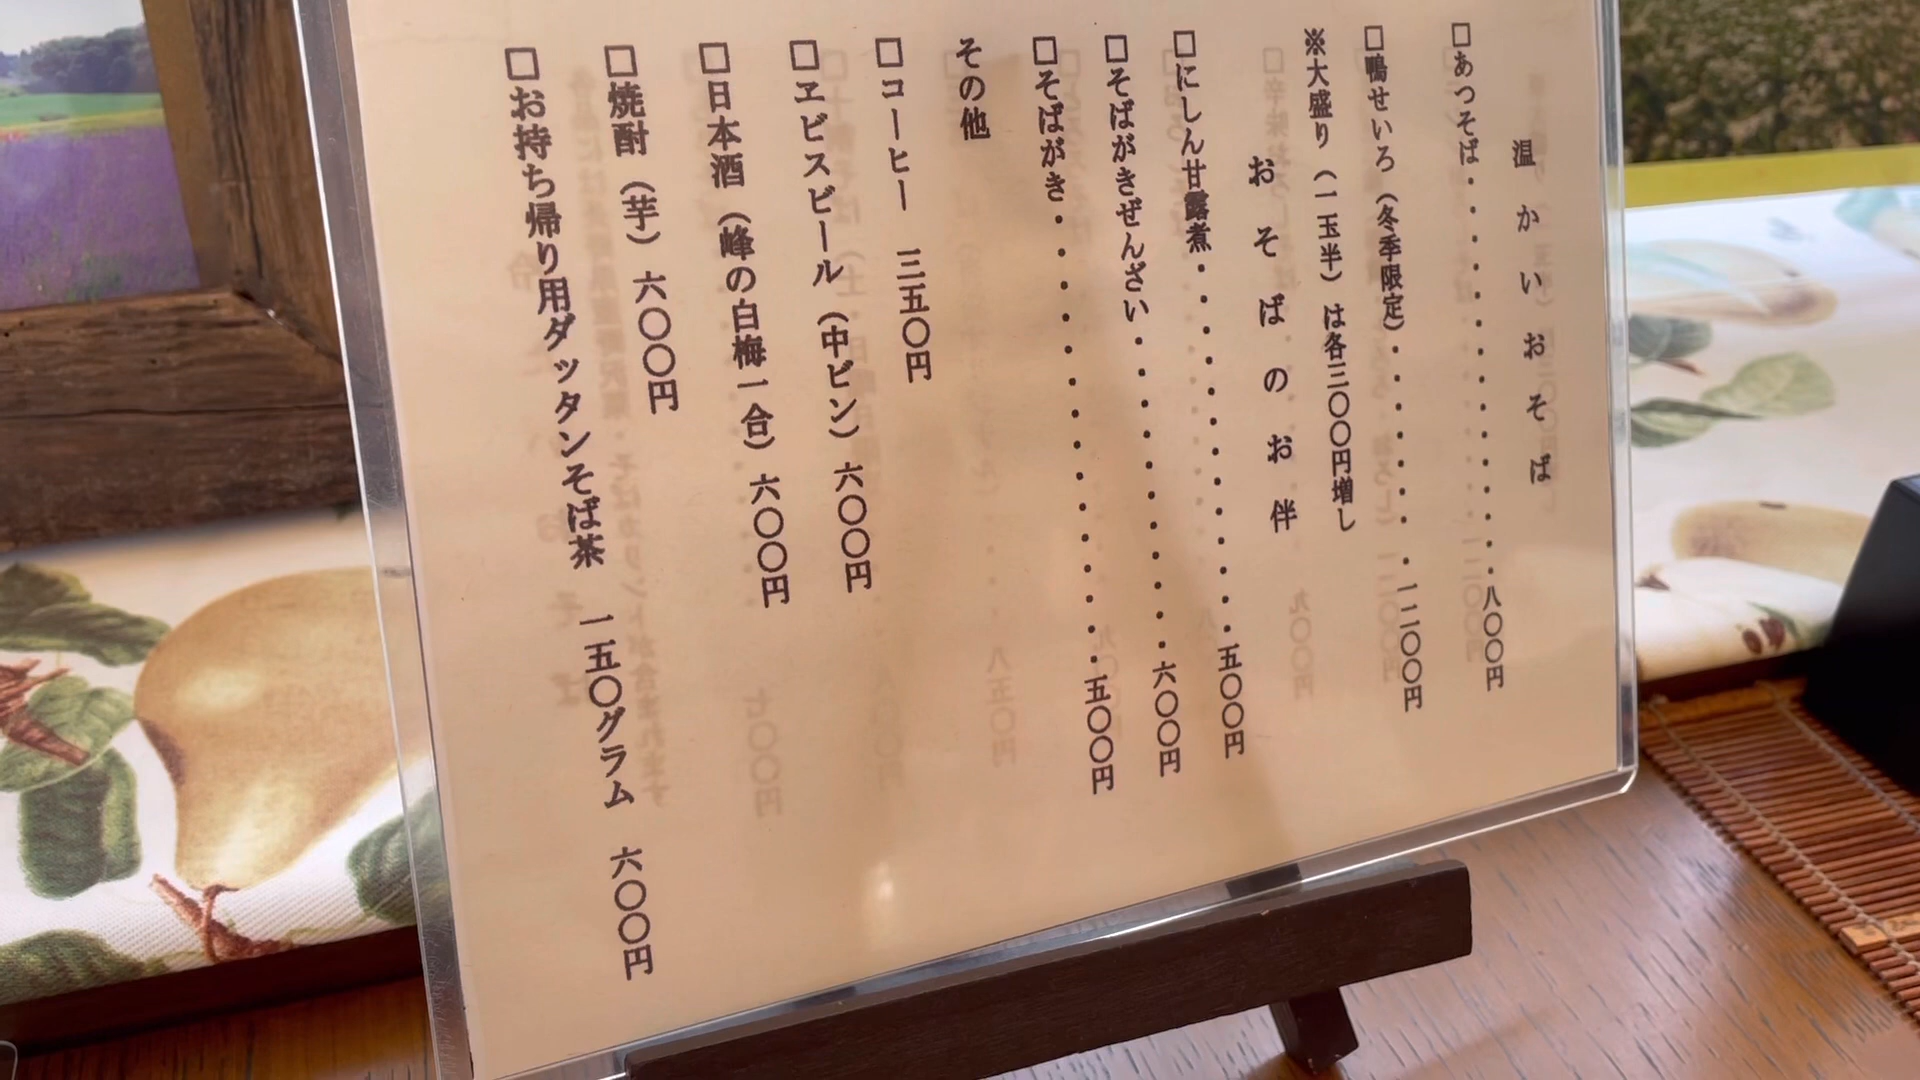 温かいおそば
□あつそば・・・・・・・・・・・・・・八〇〇円
□鴨せいろ（冬季限定）・・・・・・・・一二〇〇円
※大盛り（一玉半）は各三〇〇円増し
おそばのお伴
□にしん甘露煮・・・・・・・・・・・・・五〇〇円
□そばがきぜんざい・・・・・・・・・・・六〇〇円
□そばがき・・・・・・・・・・・・・・・五〇〇円
その他
□コーヒー　三五〇円
□ヱビスビール（中ビン）六〇〇円
□日本酒（峰の白梅一合）六〇〇円
□焼酎（芋）六〇〇円
□お持ち帰り用ダッタンそば茶　一五〇グラム　六〇〇円